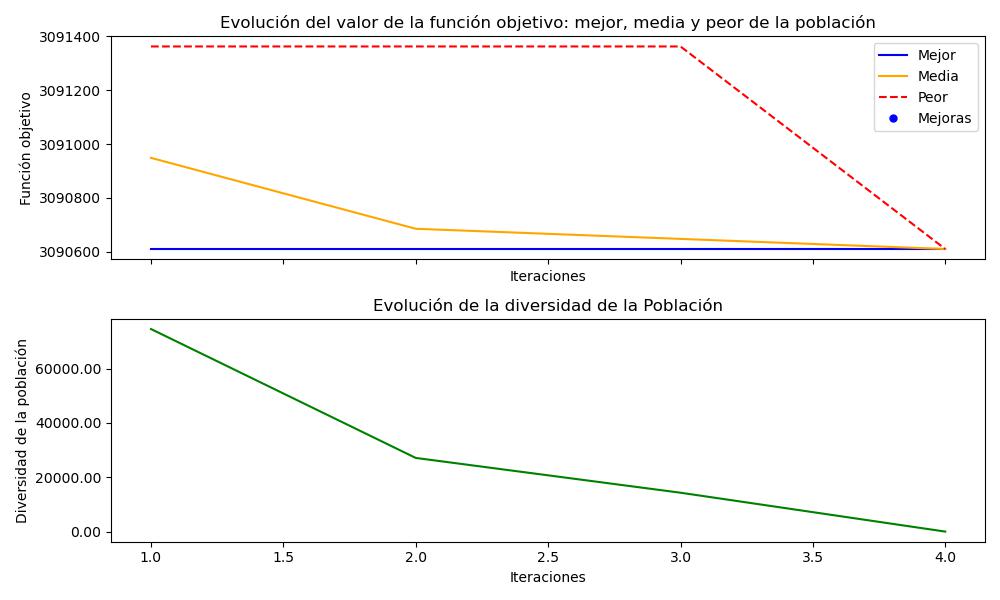 Evolución del valor de la función objetivo: mejor, media y peor de la población
Función objetivo
3091400
3091200
3091000
3090800
3090600
Mejor
Media
Peor
Mejoras
Iteraciones
Evolución de la diversidad de la Población
Diversidad de la población
60000.00
40000.00
20000.00
0.00
1.0 1.5 2.0 2.5 3.0 3.5 4.0
Iteraciones